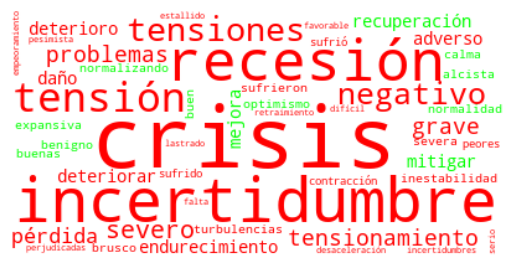 estallido
favorable
deterioro
tensiones
recuperación
pesimista
sufrió
adverso
empeoramiento
problemas
recesión
calma
normalizando
alcista
daño
sufrieron
tensión
buen
optimismo
negativo
normalidad
retraimiento
difícil
expansiva
mejora
grave
crisis
benigno
lastrado
severa
peores
buenas
mitigar
deteriorar
sufrido
contracción
inestabilidad
incertidumbre
falta
pérdida
severo
turbulencias
tensionamiento
perjudicadas
brusco
endurecimiento
desaceleración
incertidumbres
serio